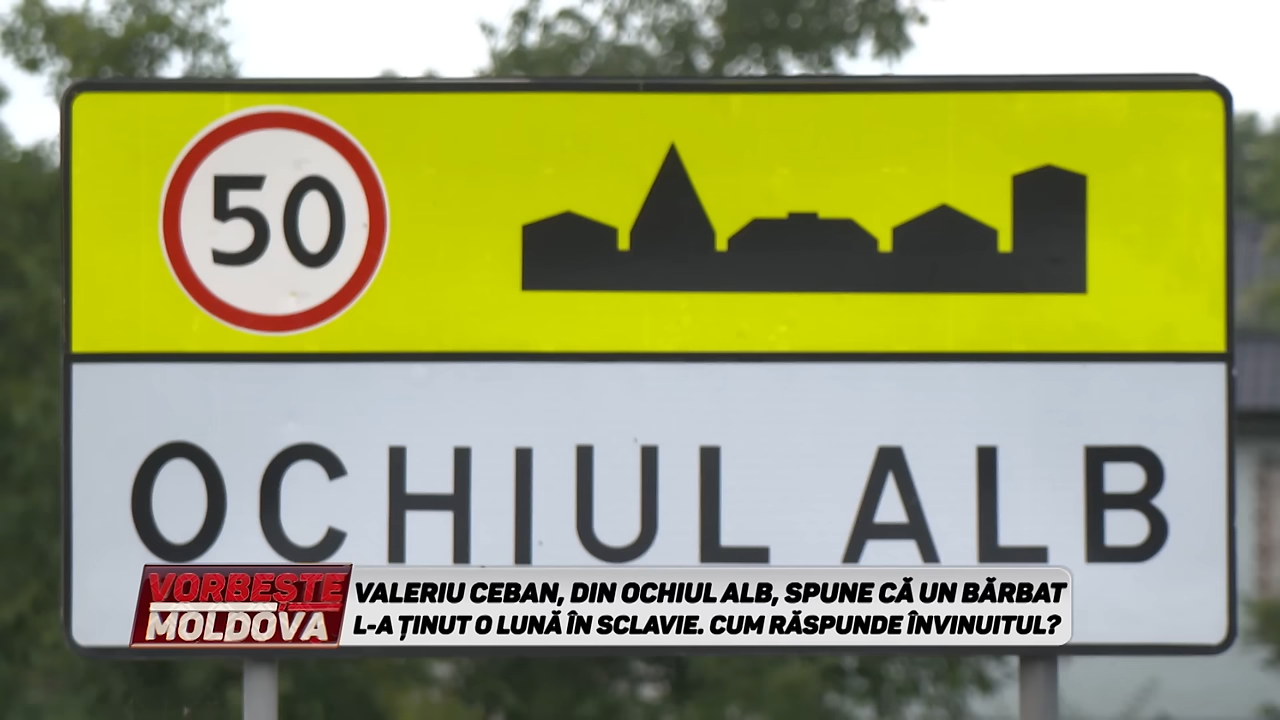 50
OCHIUL ALB
VORBEȘTE
MOLDOVA
VALERIU CEBAN, DIN OCHIUL ALB, SPUNE CĂ UN BĂRBAT
L-A ȚINUT O LUNĂ ÎN SCLAVIE. CUM RĂSPUNDE ÎNVINUITUL?